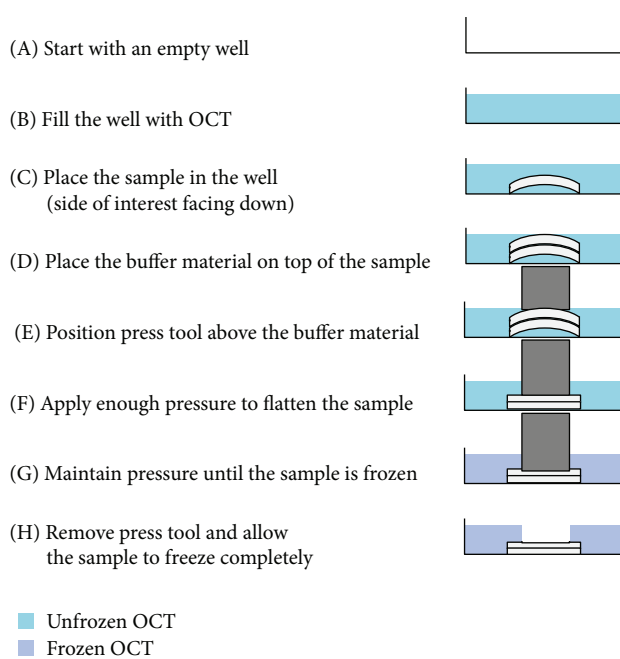 (A) Start with an empty well
(B) Fill the well with OCT
(C) Place the sample in the well
(side of interest facing down)
(D) Place the buffer material on top of the sample
(E) Position press tool above the buffer material
(F) Apply enough pressure to flatten the sample
(G) Maintain pressure until the sample is frozen
(H) Remove press tool and allow
the sample to freeze completely
Unfrozen OCT
Frozen OCT